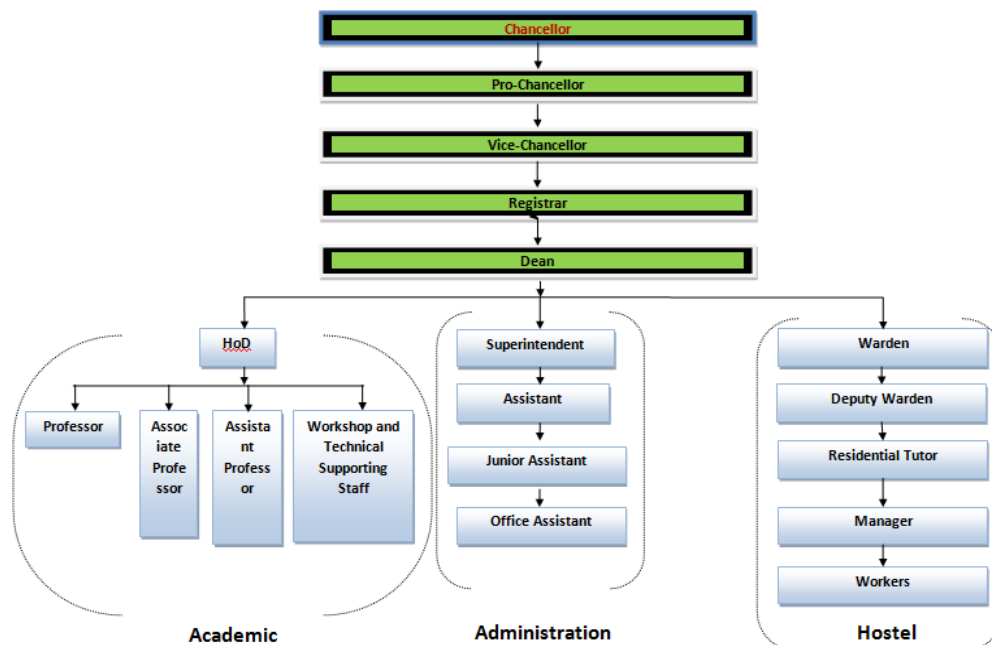 Chancellor
Pro-Chancellor
Vice-Chancellor
Registrar
Dean
HoD
Professor
Associ
iate
Profe
ssor
Assista
nt
Profess
or
Workshop and
Technical
Supporting
Staff
Academic
Superintendent
Assistant
Junior Assistant
Office Assistant
Administration
Warden
Deputy Warden
Residential Tutor
Manager
Workers
Hostel